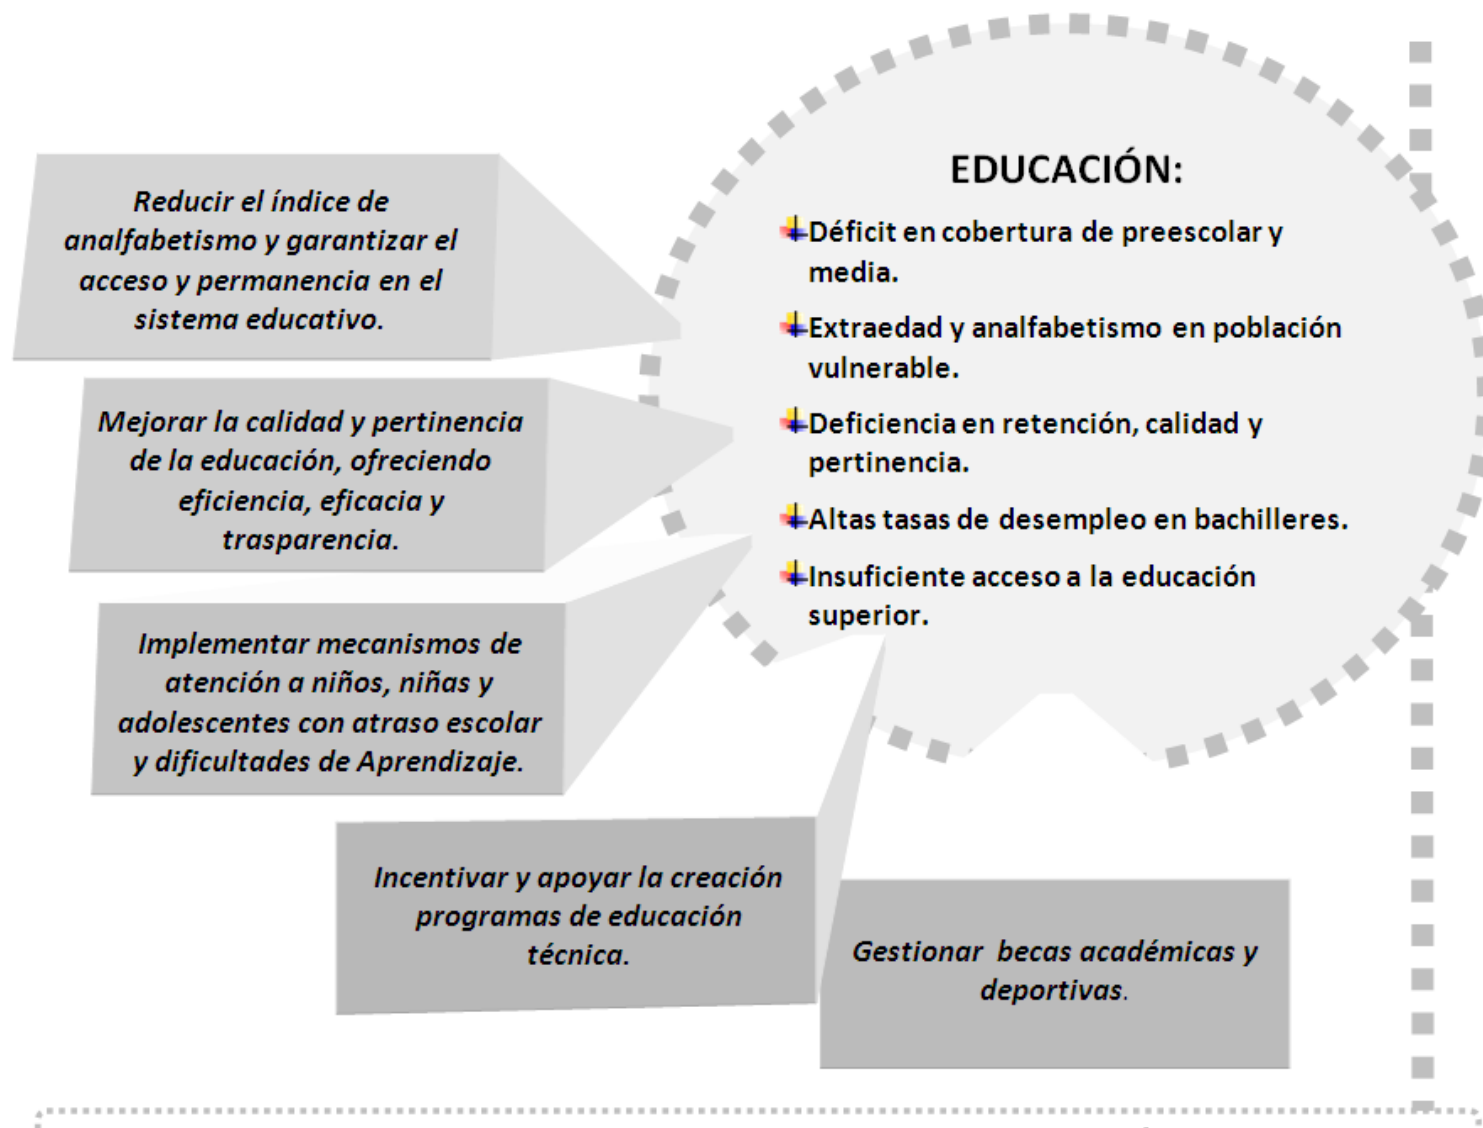 EDUCACIÓN:
Déficit en cobertura de preescolar y
media.
Extraedad y analfabetismo en población
vulnerable.
Deficiencia en retención, calidad y
pertinencia.
Altas tasas de desempleo en bachilleres.
Insuficiente acceso a la educación
superior.
Reducir el índice de
analfabetismo y garantizar el
acceso y permanencia en el
sistema educativo.
Mejorar la calidad y pertinencia
de la educación, ofreciendo
eficiencia, eficacia y
trasparencia.
Implementar mecanismos de
atención a niños, niñas y
adolescentes con atraso escolar
y dificultades de Aprendizaje.
Incentivar y apoyar la creación
programas de educación
técnica.
Gestionar becas académicas y
deportivas.